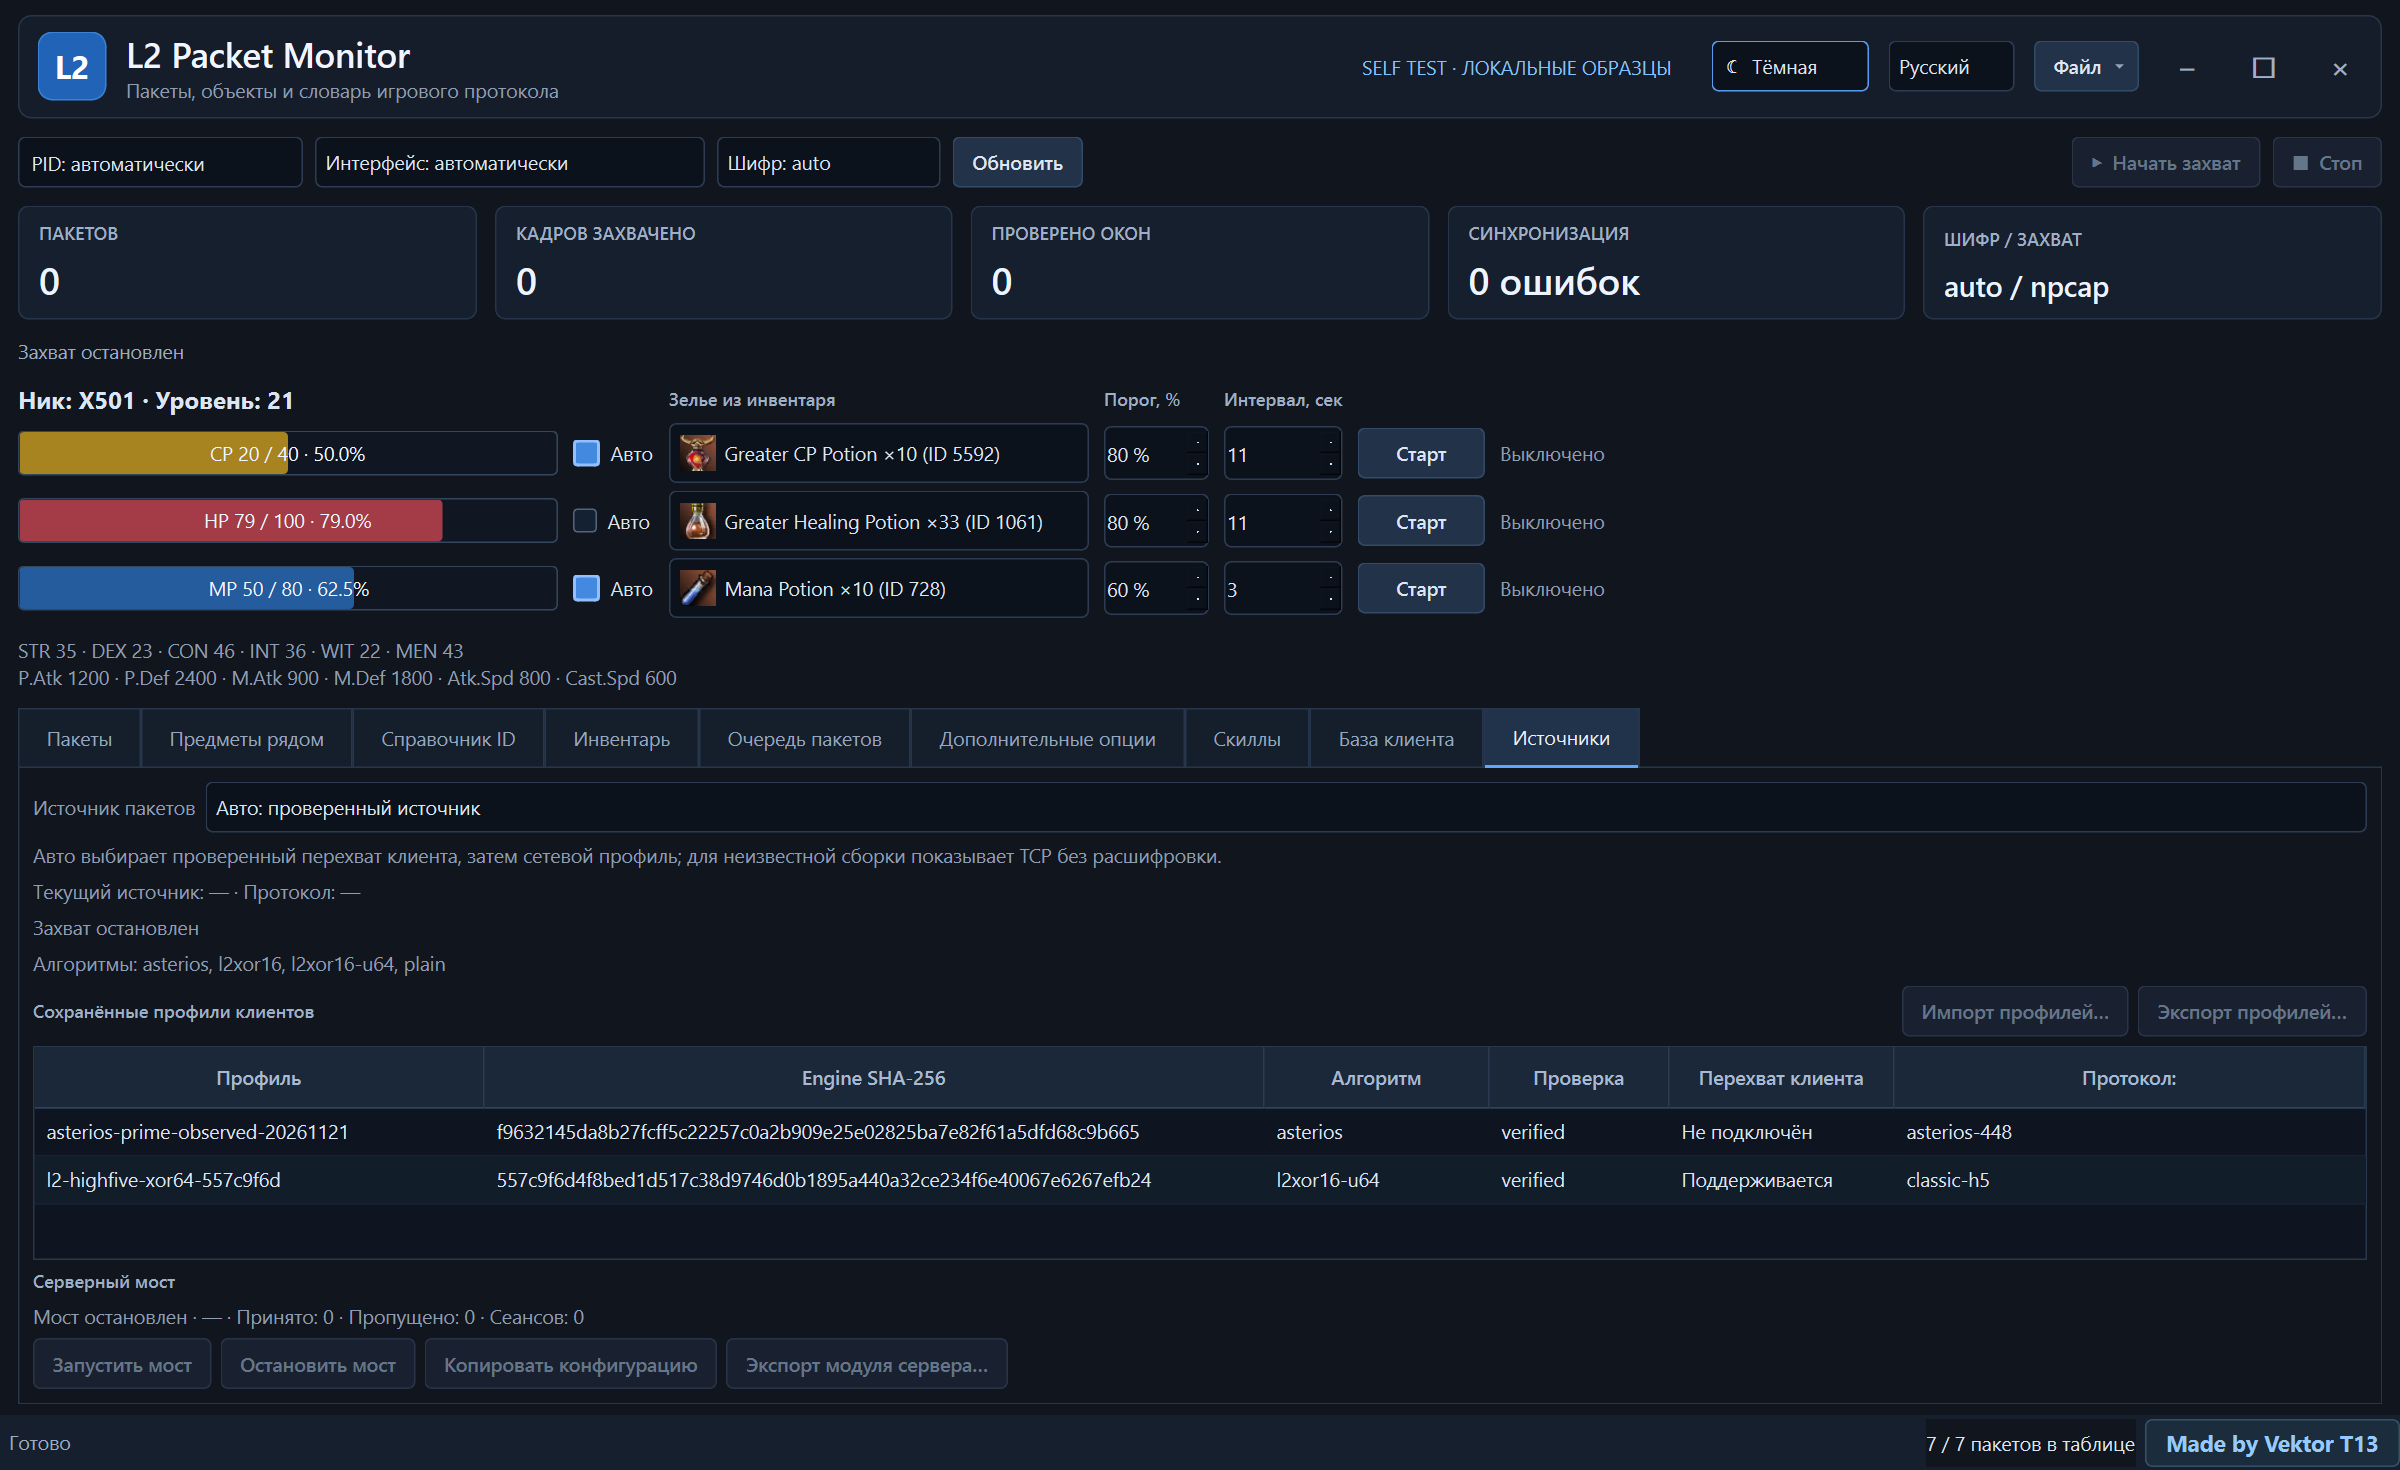 L2
L2 Packet Monitor
Пакеты, объекты и словарь игрового протокола
SELF TEST · ЛОКАЛЬНЫЕ ОБРАЗЦЫ
Тёмная
Русский
Файл
PID: автоматически
Интерфейс: автоматически
Шифр: auto
Обновить
Начать захват
Стоп
ПАКЕТОВ
0
КАДРОВ ЗАХВАЧЕНО
0
ПРОВЕРЕНО ОКОН
0
СИНХРОНИЗАЦИЯ
0 ошибок
ШИФР / ЗАХВАТ
auto / npcap
Захват остановлен
Ник: X501 · Уровень: 21
Зелье из инвентаря
Порог, %
Интервал, сек
CP 20 / 40 · 50.0%
Авто
Greater CP Potion ×10 (ID 5592)
80 %
11
Старт
Выключено
HP 79 / 100 · 79.0%
Авто
Greater Healing Potion ×33 (ID 1061)
80 %
11
Старт
Выключено
MP 50 / 80 · 62.5%
Авто
Mana Potion ×10 (ID 728)
60 %
3
Старт
Выключено
STR 35 · DEX 23 · CON 46 · INT 36 · WIT 22 · MEN 43
P.Atk 1200 · P.Def 2400 · M.Atk 900 · M.Def 1800 · Atk.Spd 800 · Cast.Spd 600
Пакеты
Предметы рядом
Справочник ID
Инвентарь
Очередь пакетов
Дополнительные опции
Скиллы
База клиента
Источники
Источник пакетов
Авто: проверенный источник
Авто выбирает проверенный перехват клиента, затем сетевой профиль; для неизвестной сборки показывает TCP без расшифровки.
Текущий источник: — · Протокол: —
Захват остановлен
Алгоритмы: asterios, l2xor16, l2xor16-u64, plain
Сохранённые профили клиентов
Импорт профилей...
Экспорт профилей...
Профиль
Engine SHA-256
Алгоритм
Проверка
Перехват клиента
Протокол:
asterios-prime-observed-20261121
f9632145da8b27fcff5c22257c0a2b909e25e02825ba7e82f61a5dfd68c9b665
asterios
verified
Не подключён
asterios-448
l2-highfive-xor64-557c9f6d
557c9f6d4f8bed1d517c38d9746d0b1895a440a32ce234f6e40067e6267efb24
l2xor16-u64
verified
Поддерживается
classic-h5
Серверный мост
Мост остановлен · — · Принято: 0 · Пропущено: 0 · Сеансов: 0
Запустить мост
Остановить мост
Копировать конфигурацию
Экспорт модуля сервера...
Готово
7 / 7 пакетов в таблице
Made by Vektor T13